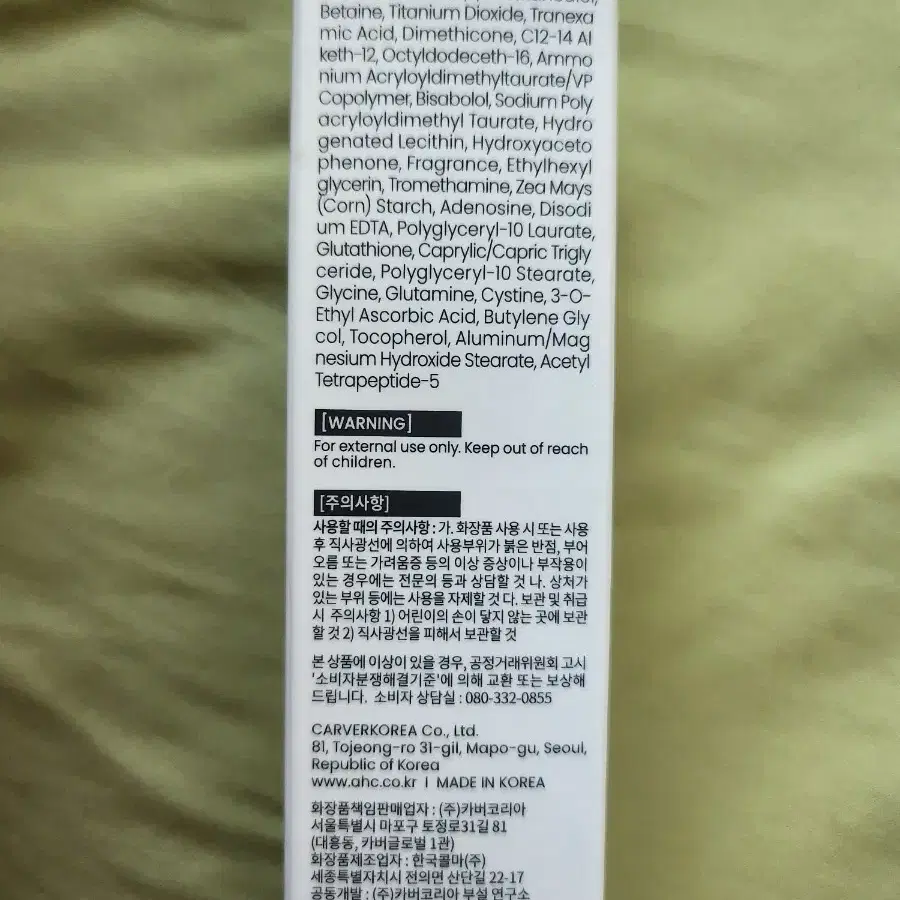 Betaine, Titanium Dioxide, Tranexa
mic Acid, Dimethicone, C12-14 Al
keth-12, Octyldodeceth-16, Ammo
nium Acryloyldimethyltaurate/VP
Copolymer, Bisabolol, Sodium Poly
acryloyldimethyl Taurate, Hydro
genated Lecithin, Hydroxyaceto
phenone, Fragrance, Ethylhexyl
glycerin, Tromethamine, Zea Mays
(Corn) Starch, Adenosine, Disodi
um EDTA, Polyglyceryl-10 Laurate,
Glutathione, Caprylic/Capric Trigly
ceride, Polyglyceryl-10 Stearate,
Glycine, Glutamine, Cystine, 3-O-
Ethyl Ascorbic Acid, Butylene Gly
col, Tocopherol, Aluminum/Mag
nesium Hydroxide Stearate, Acetyl
Tetrapeptide-5
[WARNING]
For external use only. Keep out of reach
of children.
[주의사항]
사용할 때의 주의사항 : 가. 화장품 사용 시 또는 사용
후 직사광선에 의하여 사용부위가 붉은 반점, 부어
오름 또는 가려움증 등의 이상 증상이나 부작용이
있는 경우에는 전문의 등과 상담할 것 나. 상처가
있는 부위 등에는 사용을 자제할 것 다. 보관 및 취급
시 주의사항 1) 어린이의 손이 닿지 않는 곳에 보관
할 것 2) 직사광선을 피해서 보관할 것
본 상품에 이상이 있을 경우, 공정거래위원회 고시
'소비자분쟁해결기준'에 의해 교환 또는 보상해
드립니다. 소비자 상담실 : 080-332-0855
CARVERKOREA Co., Ltd.
81, Tojeong-ro 31-gil, Mapo-gu, Seoul,
Republic of Korea
www.ahc.co.kr I MADE IN KOREA
화장품책임판매업자 : (주)카버코리아
서울특별시 마포구 토정로31길 81
(대흥동, 카버글로벌 1관)
화장품제조업자 : 한국콜마(주)
세종특별자치시 전의면 산단길 22-17
공동개발 : (주)카버코리아 부설 연구소